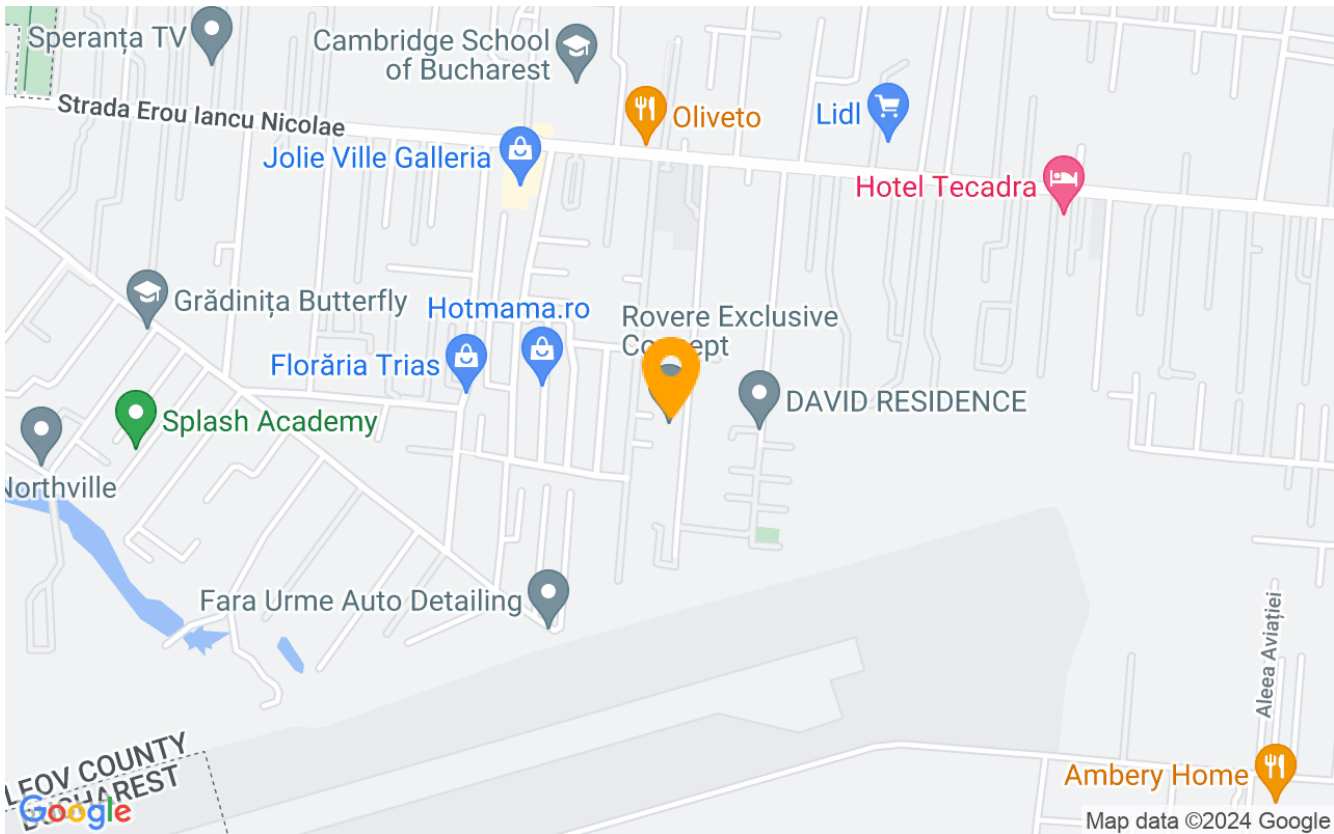 Speranța TV
Cambridge School
of Bucharest
Strada Erou Iancu Nicolae
Oliveto
Lidl
Jolie Ville Galleria
Hotel Tecadra
Grădinița Butterfly
Hotmama.ro
Rovere Exclusive
Florăria Trias
DAVID RESIDENCE
Splash Academy
Northville
Fara Urme Auto Detailing
Aleea Aviației
LFOV COUNTY
BUCHAREST
Ambery Home
Google
Map data ©2024 Google